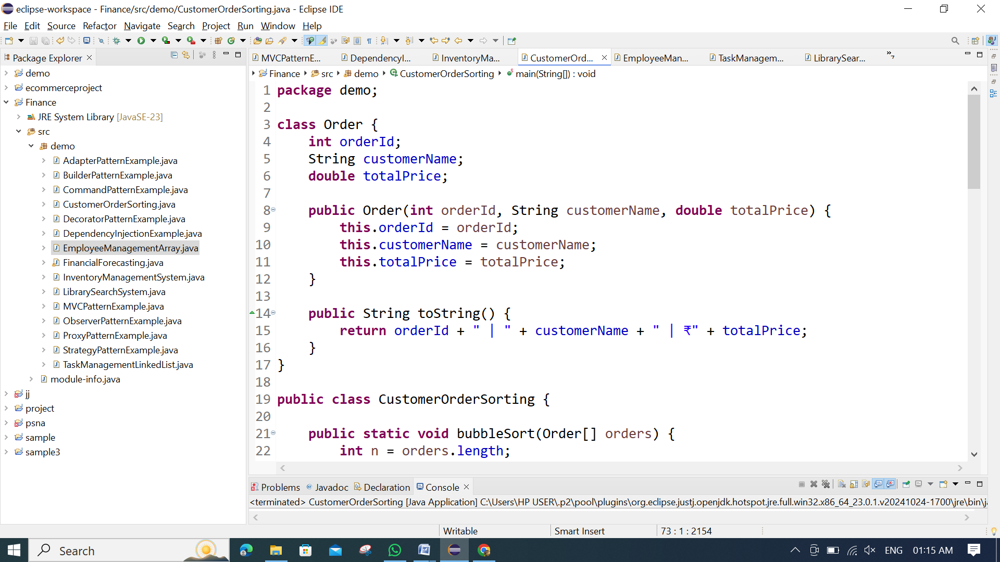 eclipse-workspace - Finance/src/demo/CustomerOrderSorting.java - Eclipse IDE
File Edit Source Refactor Navigate Search Project Run Window Help
Package Explorer
demo
ecommerceproject
Finance
JRE System Library [JavaSE-23]
src
demo
AdapterPatternExample.java
BuilderPatternExample.java
CommandPatternExample.java
CustomerOrderSorting.java
DecoratorPatternExample.java
DependencyInjectionExample.java
EmployeeManagementArray.java
FinancialForecasting.java
InventoryManagementSystem.java
LibrarySearchSystem.java
MVCPatternExample.java
ObserverPatternExample.java
ProxyPatternExample.java
StrategyPatternExample.java
TaskManagementLinkedList.java
module-info.java
jj
project
psna
sample
sample3
MVCPatternE... DependencyI... InventoryMa... CustomerOrd... EmployeeMan... TaskManagem... LibrarySear... »7
Finance src demo CustomerOrderSorting main(String[]) : void
1 package demo;
2
3 class Order {
4 int orderId;
5 String customerName;
6 double totalPrice;
7
8 public Order(int orderId, String customerName, double totalPrice) {
9 this.orderId = orderId;
10 this.customerName = customerName;
11 this.totalPrice = totalPrice;
12 }
13
14 public String toString() {
15 return orderId + " | " + customerName + " | ₹" + totalPrice;
16 }
17 }
18
19 public class CustomerOrderSorting {
20
21 public static void bubbleSort(Order[] orders) {
22 int n = orders.length;
Problems @ Javadoc Declaration Console
<terminated> CustomerOrderSorting [Java Application] C:\Users\HP USER\.p2\pool\plugins\org.eclipse.justj.openjdk.hotspot.jre.full.win32.x86_64_23.0.1.v20241024-1700\jre\bin\j
Writable Smart Insert 73 : 1 : 2154
Search ENG 01:15 AM